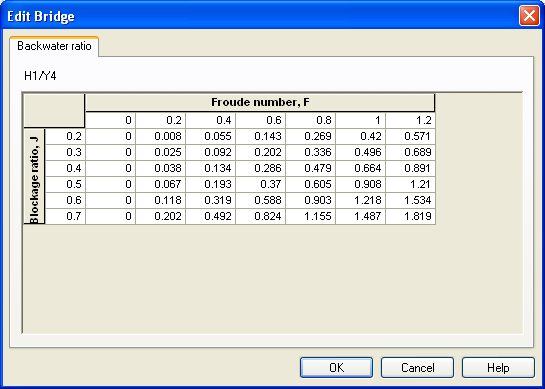 Edit Bridge
Backwater ratio
H1/Y4
Froude number, F
0 0.2 0.4 0.6 0.8 1 1.2
Blockage ratio, J
0.2 0 0.008 0.055 0.143 0.269 0.42 0.571
0.3 0 0.025 0.092 0.202 0.336 0.496 0.689
0.4 0 0.038 0.134 0.286 0.479 0.664 0.891
0.5 0 0.067 0.193 0.37 0.605 0.908 1.21
0.6 0 0.118 0.319 0.588 0.903 1.218 1.534
0.7 0 0.202 0.492 0.824 1.155 1.487 1.819
OK Cancel Help